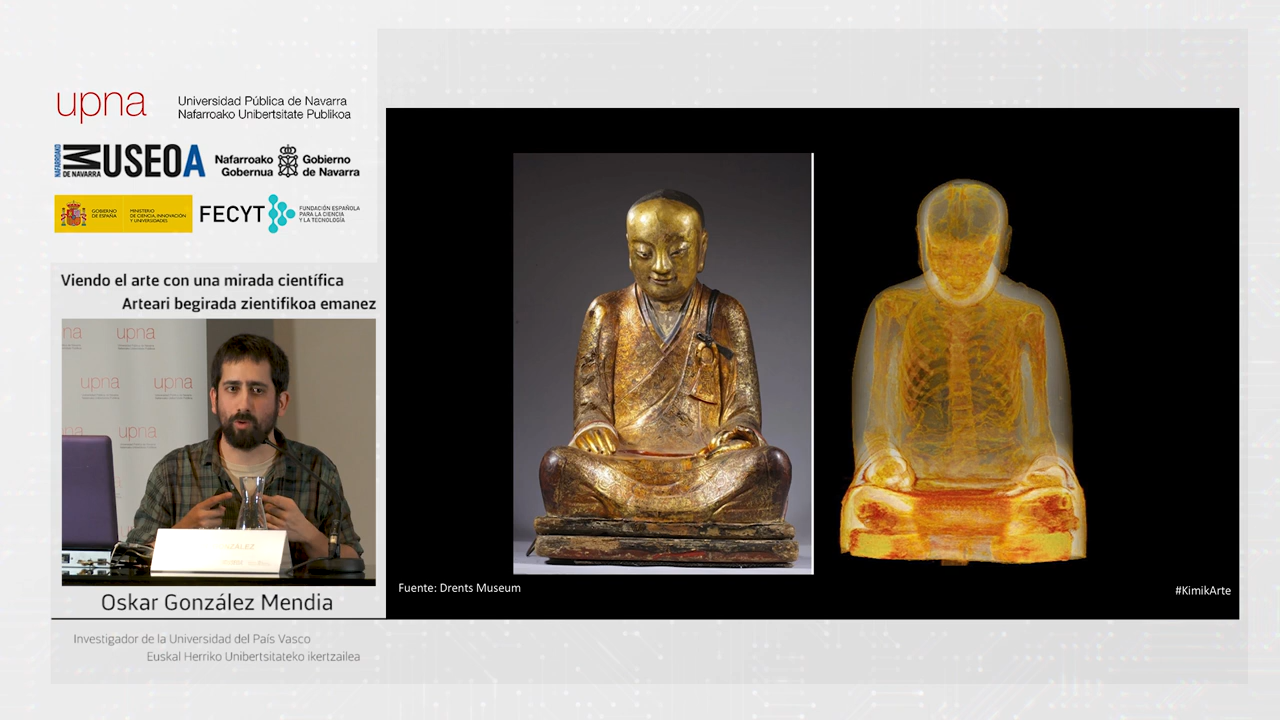 upna
Universidad Pública de Navarra
Nafarroako Unibertsitate Publikoa
NAFARROAKO
MUSEOA
DE NAVARRA
Nafarroako
Gobernua
Gobierno
de Navarra
GOBIERNO
DE ESPAÑA
MINISTERIO
DE CIENCIA, INNOVACIÓN
Y UNIVERSIDADES
FECYT
FUNDACIÓN ESPAÑOLA
PARA LA CIENCIA
Y LA TECNOLOGÍA
Viendo el arte con una mirada científica
Arteari begirada zientifikoa emanez
upna
upna
upna
upna
Oskar González Mendia
Investigador de la Universidad del País Vasco
Euskal Herriko Unibertsitateko ikertzailea
Fuente: Drents Museum
#KimikArte